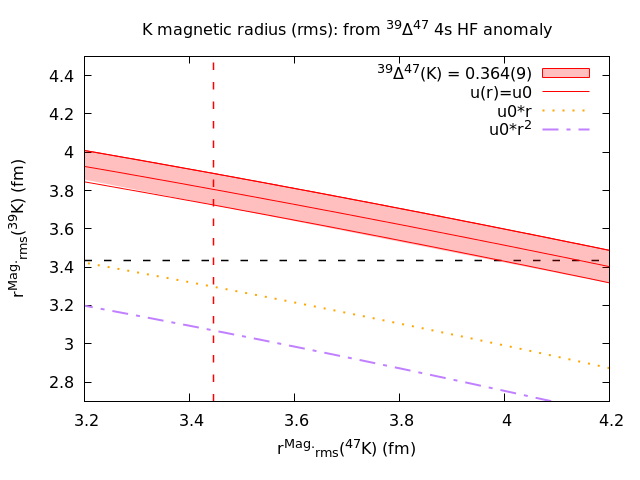 K magnetic radius (rms): from ³⁹Δ⁴⁷ 4s HF anomaly
³⁹Δ⁴⁷(K) = 0.364(9)
u(r)=u0
u0*r
u0*r²
4.4
4.2
4
3.8
3.6
3.4
3.2
3
2.8
r^Mag._rms(³⁹K) (fm)
3.2 3.4 3.6 3.8 4 4.2
r^Mag._rms(⁴⁷K) (fm)